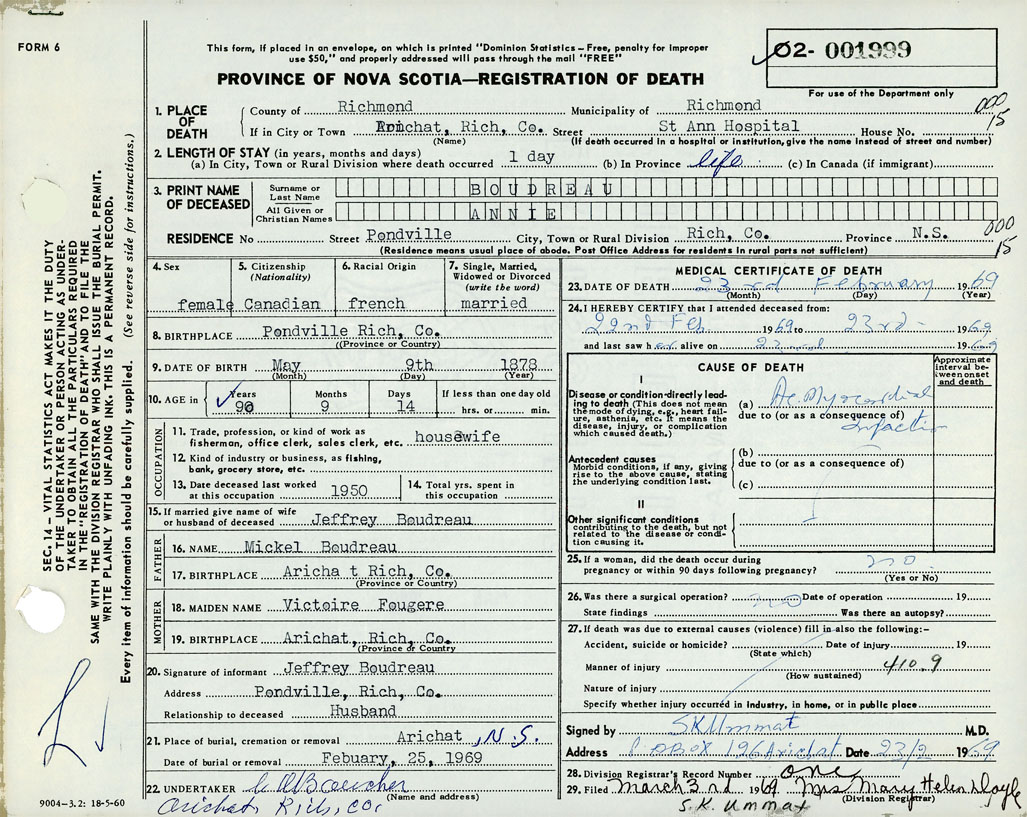 FORM 6
This form, if placed in an envelope, on which is printed "Dominion Statistics – Free, penalty for improper
use $50," and properly addressed will pass through the mail "FREE"
PROVINCE OF NOVA SCOTIA—REGISTRATION OF DEATH
02- 001999
For use of the Department only
1. PLACE OF DEATH
County of Richmond Municipality of Richmond 000
If in City or Town Arichat, Rich, Co. Street St Ann Hospital House No. 15
(Name) (If death occurred in a hospital or institution, give the name instead of street and number)
2. LENGTH OF STAY (in years, months and days)
(a) In City, Town or Rural Division where death occurred 1 day (b) In Province life (c) In Canada (if immigrant)
3. PRINT NAME OF DECEASED
Surname or Last Name BOUDREAU
All Given or Christian Names ANNIE
000
RESIDENCE No Street Pondville City, Town or Rural Division Rich, Co. Province N.S. 15
(Residence means usual place of abode. Post Office Address for residents in rural parts not sufficient)
4. Sex female
5. Citizenship (Nationality) Canadian
6. Racial Origin french
7. Single, Married, Widowed or Divorced (write the word) married
8. BIRTHPLACE Pondville Rich, Co.
((Province or Country)
9. DATE OF BIRTH May 9th 1878
(Month) (Day) (Year)
10. AGE in Years 90 Months 9 Days 14 If less than one day old hrs. or min.
OCCUPATION
11. Trade, profession, or kind of work as
fisherman, office clerk, sales clerk, etc. housewife
12. Kind of industry or business, as fishing,
bank, grocery store, etc.
13. Date deceased last worked
at this occupation 1950
14. Total yrs. spent in
this occupation
15. If married give name of wife
or husband of deceased Jeffrey Boudreau
FATHER
16. NAME Mickel Boudreau
17. BIRTHPLACE Aricha t Rich, Co.
(Province or Country)
MOTHER
18. MAIDEN NAME Victoire Fougere
19. BIRTHPLACE Arichat, Rich, Co.
(Province or Country
20. Signature of informant Jeffrey Boudreau
Address Pondville, Rich, Co.
Relationship to deceased Husband
21. Place of burial, cremation or removal Arichat, N.S.
Date of burial or removal Febuary, 25, 1969
22. UNDERTAKER C A Boucher
(Name and address)
Arichat Rich, Co.
MEDICAL CERTIFICATE OF DEATH
23. DATE OF DEATH 23rd February 1969
(Month) (Day) (Year)
24. I HEREBY CERTIFY that I attended deceased from:
22nd Feb 1969 to 23rd 1969
and last saw her alive on 22nd 1969
CAUSE OF DEATH
Approximate interval between onset and death
I
Disease or condition directly leading to death (This does not mean the mode of dying, e.g., heart failure, asthenia, etc. It means the disease, injury, or complication which caused death.)
(a) Ac. Myocardial
due to (or as a consequence of)
Infarction
Antecedent causes
Morbid conditions, if any, giving rise to the above cause, stating the underlying condition last.
(b)
due to (or as a consequence of)
(c)
II
Other significant conditions
contributing to the death, but not related to the disease or condition causing it.
25. If a woman, did the death occur during
pregnancy or within 90 days following pregnancy? no
(Yes or No)
26. Was there a surgical operation? no Date of operation 19
State findings Was there an autopsy?
27. If death was due to external causes (violence) fill in also the following:–
Accident, suicide or homicide? Date of injury 19
(State which)
Manner of injury 410.9
(How sustained)
Nature of injury
Specify whether injury occurred in Industry, in home, or in public place
Signed by SKUmmat M.D.
Address P O BOX 196 Arichat Date 23/2 1969
28. Division Registrar's Record Number one
29. Filed March 3rd 1969 Mrs Mary Helen Doyle
(Division Registrar)
S.K. Ummat
SEC. 14 – VITAL STATISTICS ACT MAKES IT THE DUTY
OF THE UNDERTAKER OR PERSON ACTING AS UNDER-
TAKER TO OBTAIN ALL THE PARTICULARS REQUIRED
IN THE "REGISTRATION OF DEATH" AND TO FILE THE
SAME WITH THE DIVISION REGISTRAR WHO SHALL ISSUE THE BURIAL PERMIT.
WRITE PLAINLY WITH UNFADING INK. THIS IS A PERMANENT RECORD.
Every item of information should be carefully supplied. (See reverse side for instructions.)
9004–3.2: 18-5-60